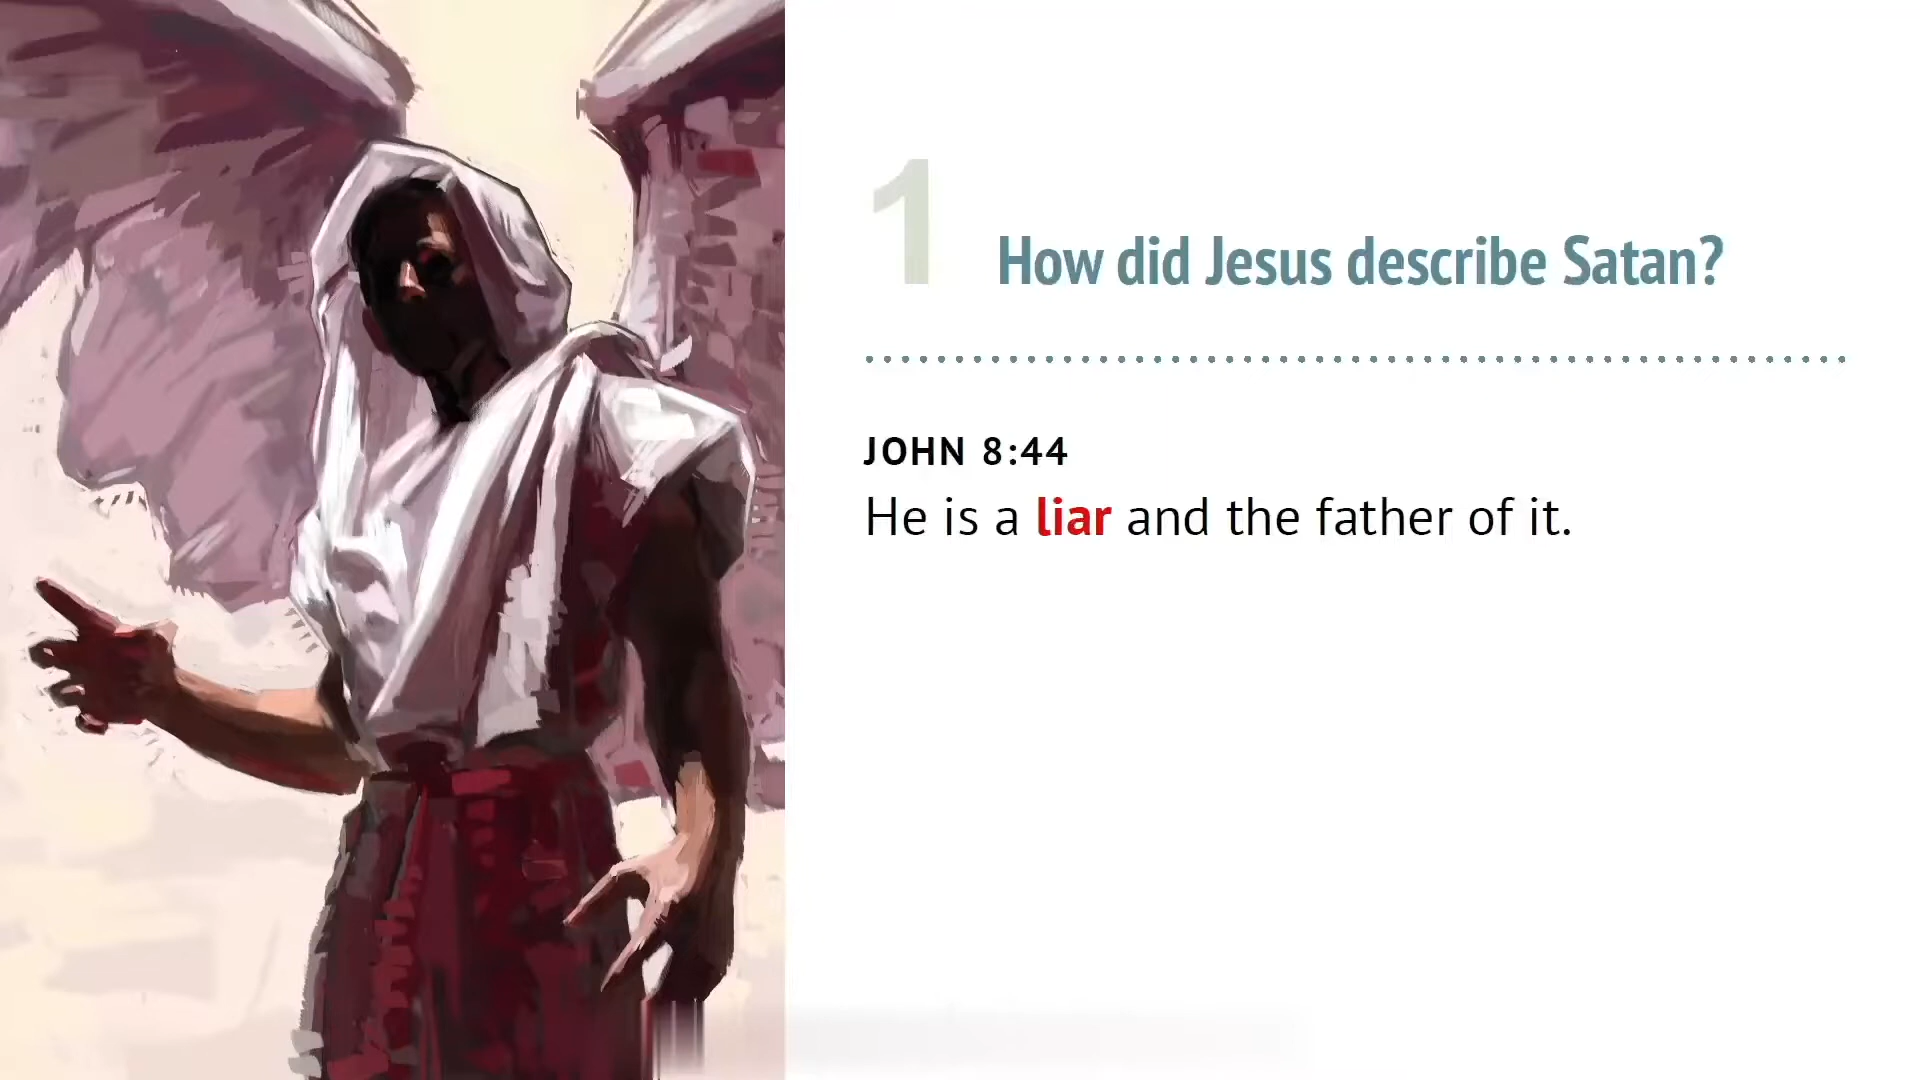 1 How did Jesus describe Satan?
JOHN 8:44
He is a liar and the father of it.